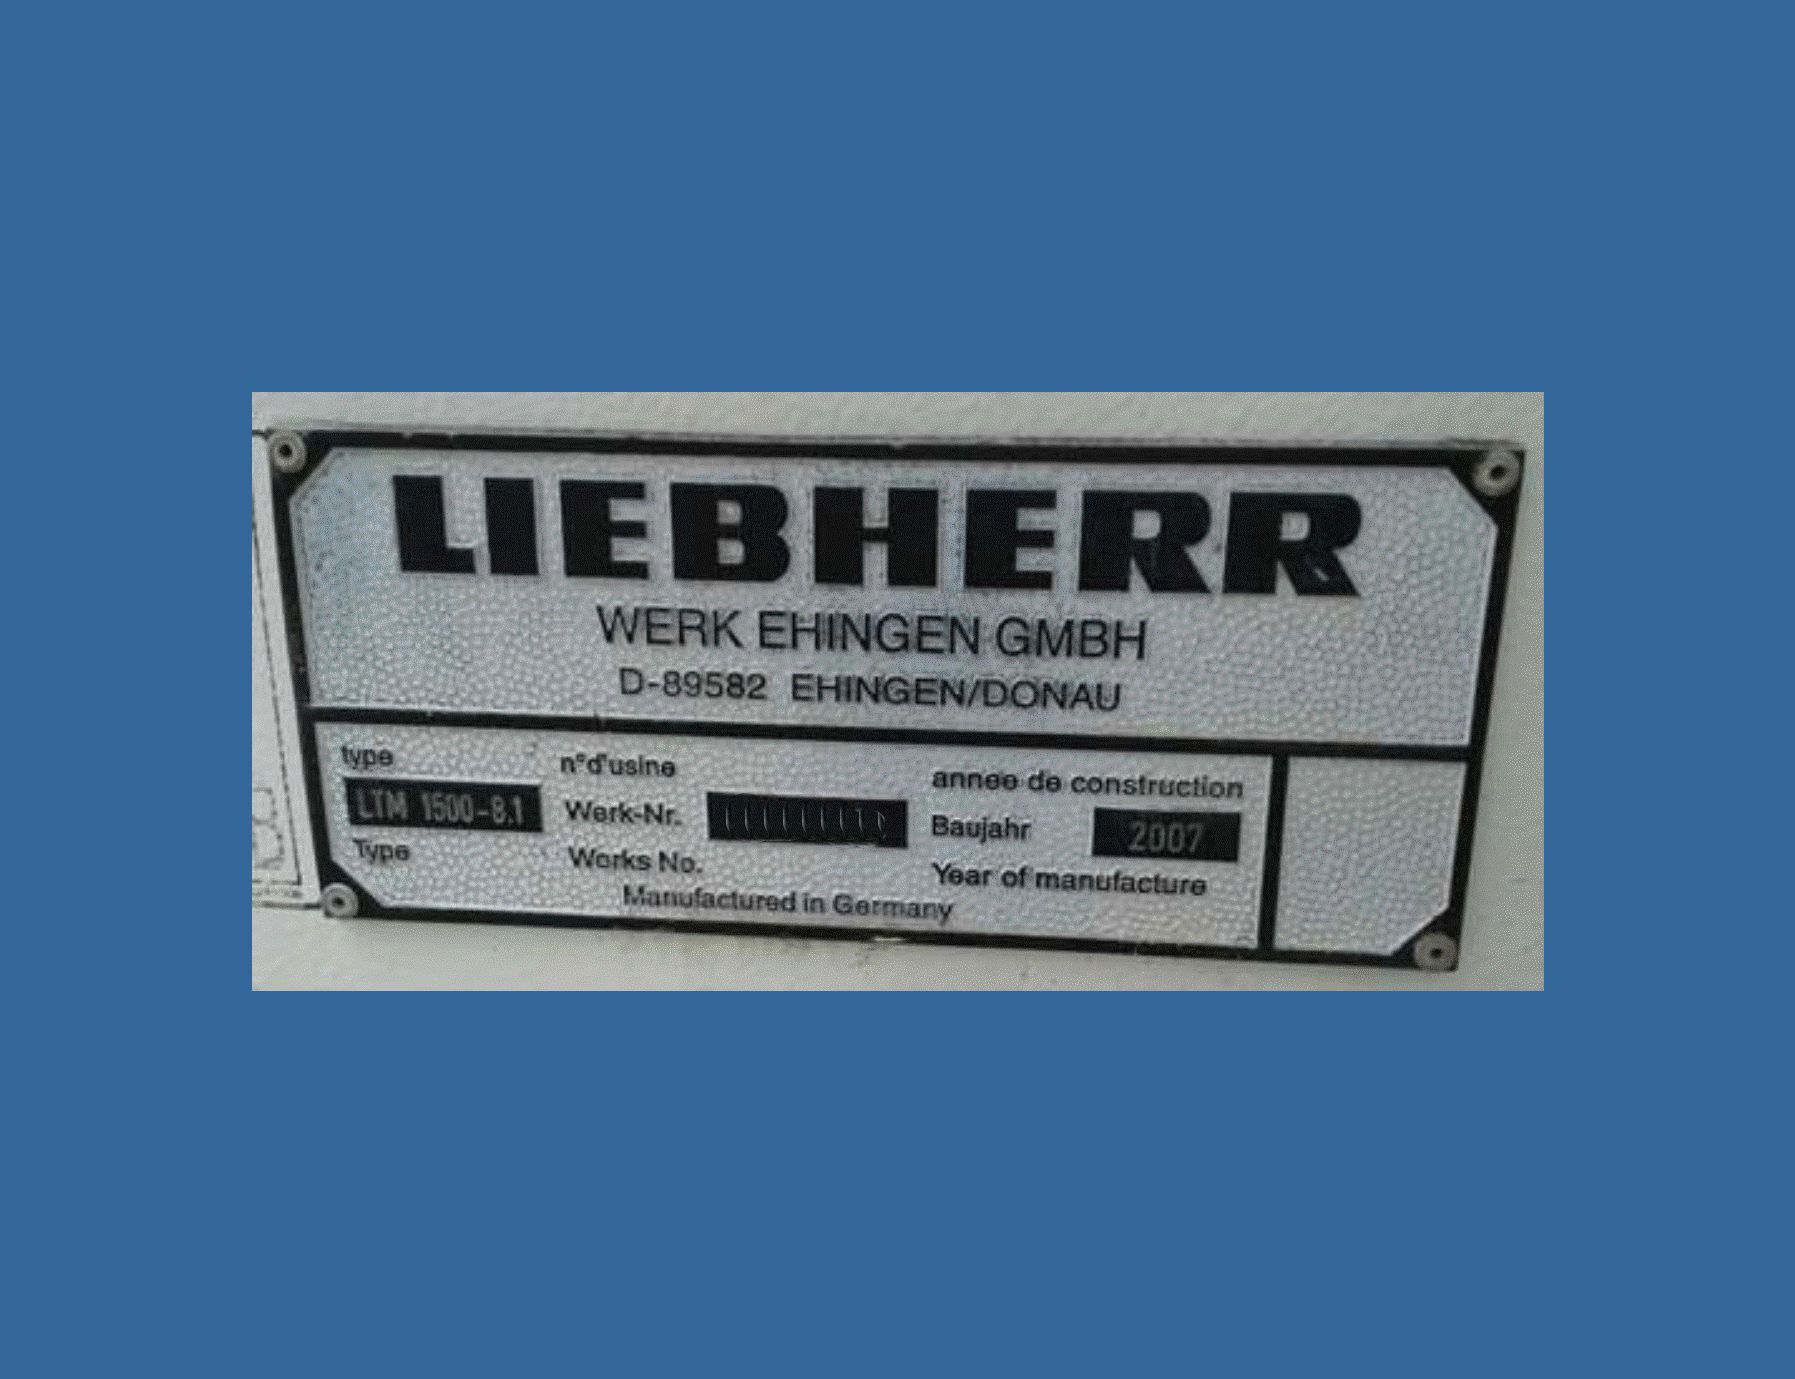 LIEBHERR
WERK EHINGEN GMBH
D-89582 EHINGEN/DONAU
type
n°d'usine
annee de construction
LTM 1500-8.1
Werk-Nr.
Baujahr
2007
Type
Works No.
Year of manufacture
Manufactured in Germany